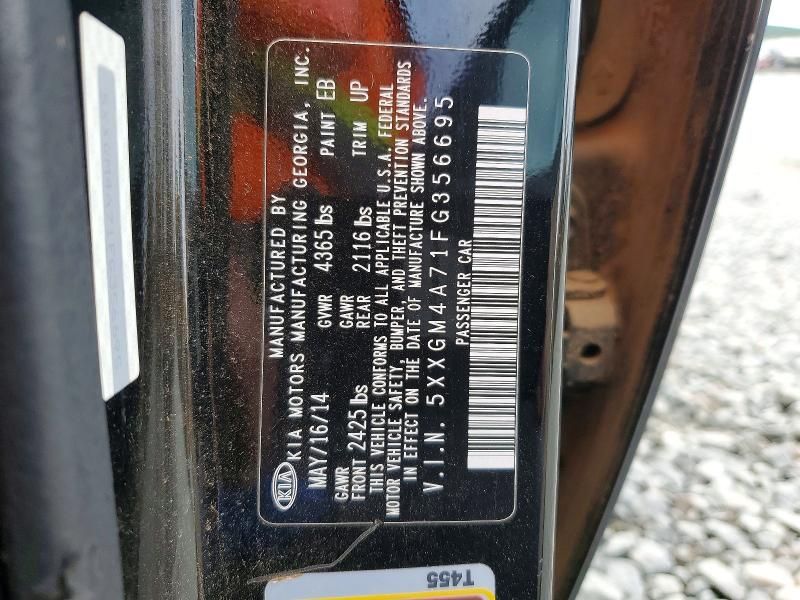 MANUFACTURED BY
KIA KIA MOTORS MANUFACTURING GEORGIA, INC.
MAY/16/14 GVWR 4365 lbs PAINT EB
GAWR FRONT 2425 lbs GAWR REAR 2116 lbs TRIM UP
THIS VEHICLE CONFORMS TO ALL APPLICABLE U.S.A. FEDERAL
MOTOR VEHICLE SAFETY, BUMPER, AND THEFT PREVENTION STANDARDS
IN EFFECT ON THE DATE OF MANUFACTURE SHOWN ABOVE.
V.I.N. 5XXGM4A71FG356695
PASSENGER CAR
T455